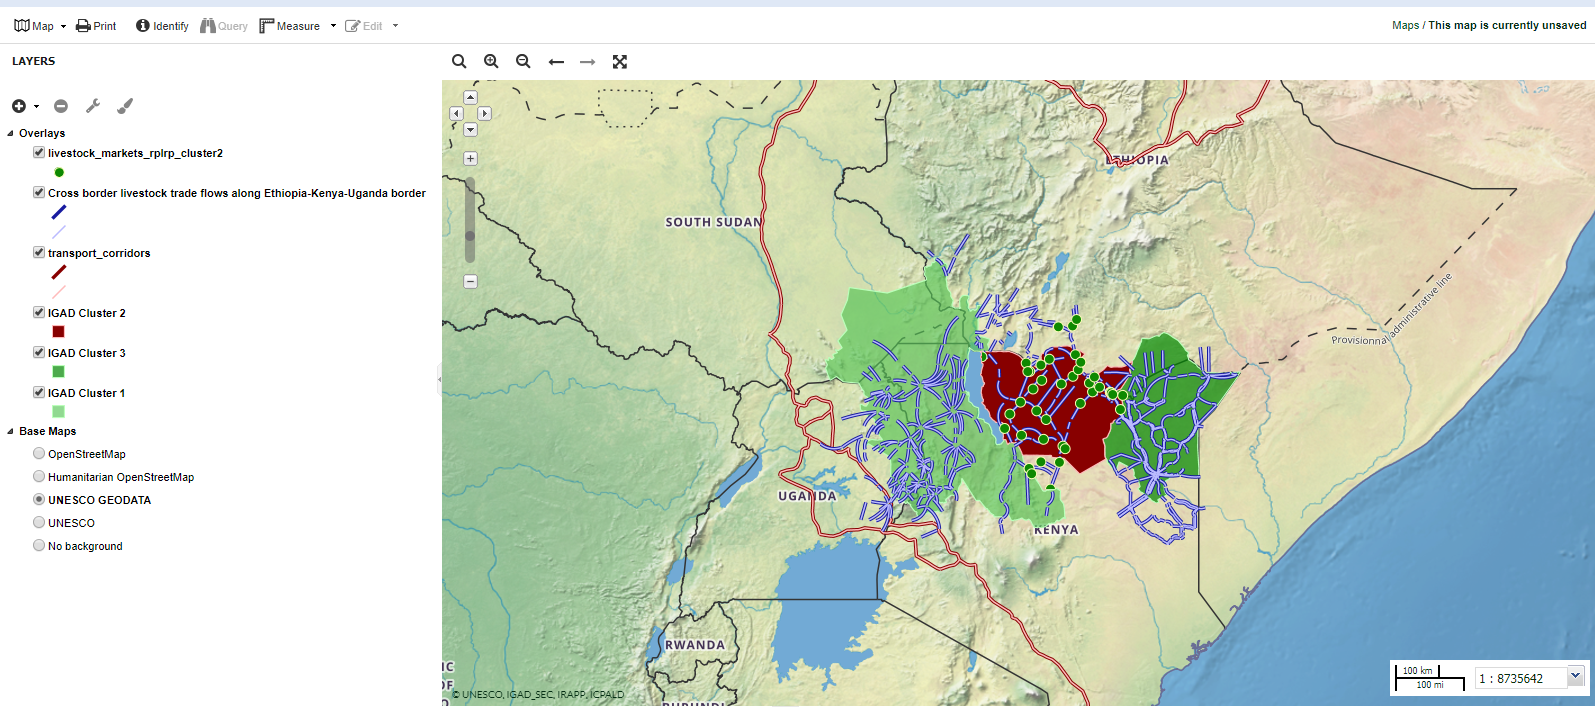 Map Print Identify Query Measure Edit Maps / This map is currently unsaved
LAYERS
Overlays
livestock_markets_rplrp_cluster2
Cross border livestock trade flows along Ethiopia-Kenya-Uganda border
transport_corridors
IGAD Cluster 2
IGAD Cluster 3
IGAD Cluster 1
Base Maps
OpenStreetMap
Humanitarian OpenStreetMap
UNESCO GEODATA
UNESCO
No background
ETHIOPIA
SOUTH SUDAN
Provisionnal administrative line
UGANDA
KENYA
RWANDA
IC
OF
O
BURUNDI
© UNESCO, IGAD_SEC, IRAPP, ICPALD
100 km
100 mi
1 : 8735642